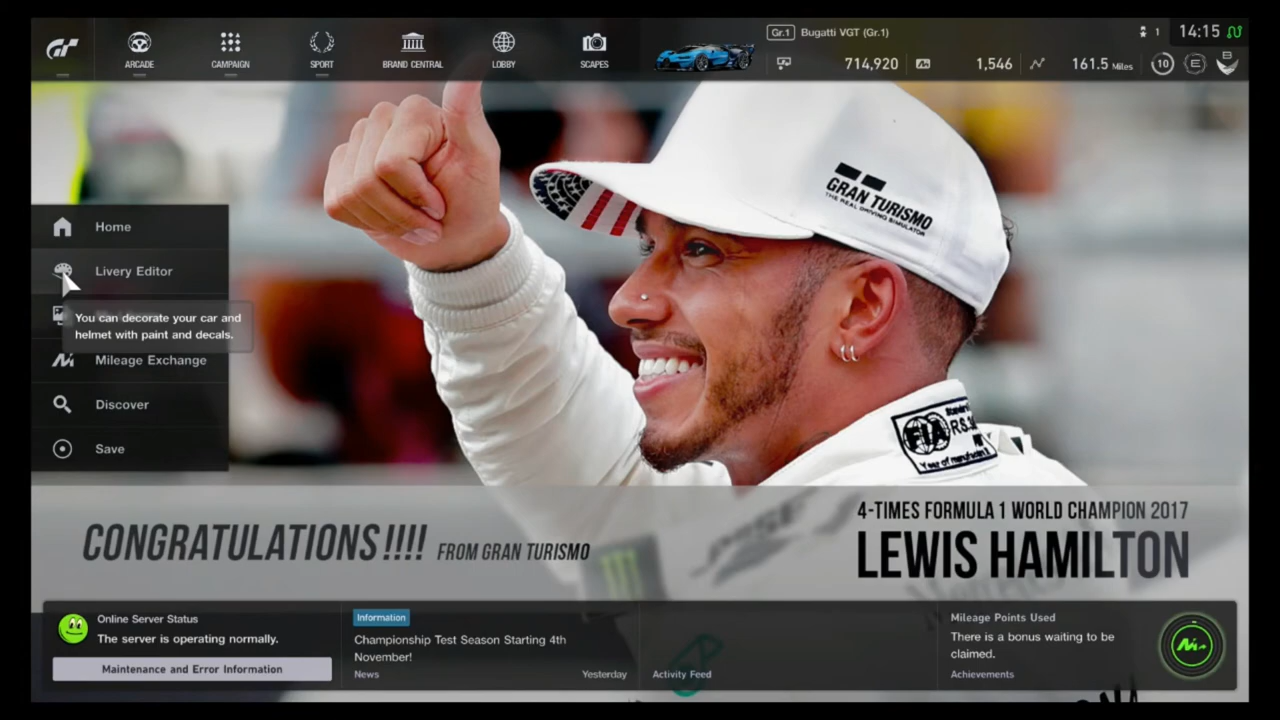 Gr.1 Bugatti VGT (Gr.1)
1
14:15
ARCADE
CAMPAIGN
SPORT
BRAND CENTRAL
LOBBY
SCAPES
714,920
1,546
161.5 Miles
10
E
B
GRAN TURISMO
THE REAL DRIVING SIMULATOR
Home
Livery Editor
You can decorate your car and
helmet with paint and decals.
Mileage Exchange
Discover
Save
FIA
Year of manufacture
CONGRATULATIONS!!!! FROM GRAN TURISMO
4-TIMES FORMULA 1 WORLD CHAMPION 2017
LEWIS HAMILTON
Online Server Status
The server is operating normally.
Maintenance and Error Information
Information
Championship Test Season Starting 4th
November!
News
Yesterday
Activity Feed
Mileage Points Used
There is a bonus waiting to be
claimed.
Achievements